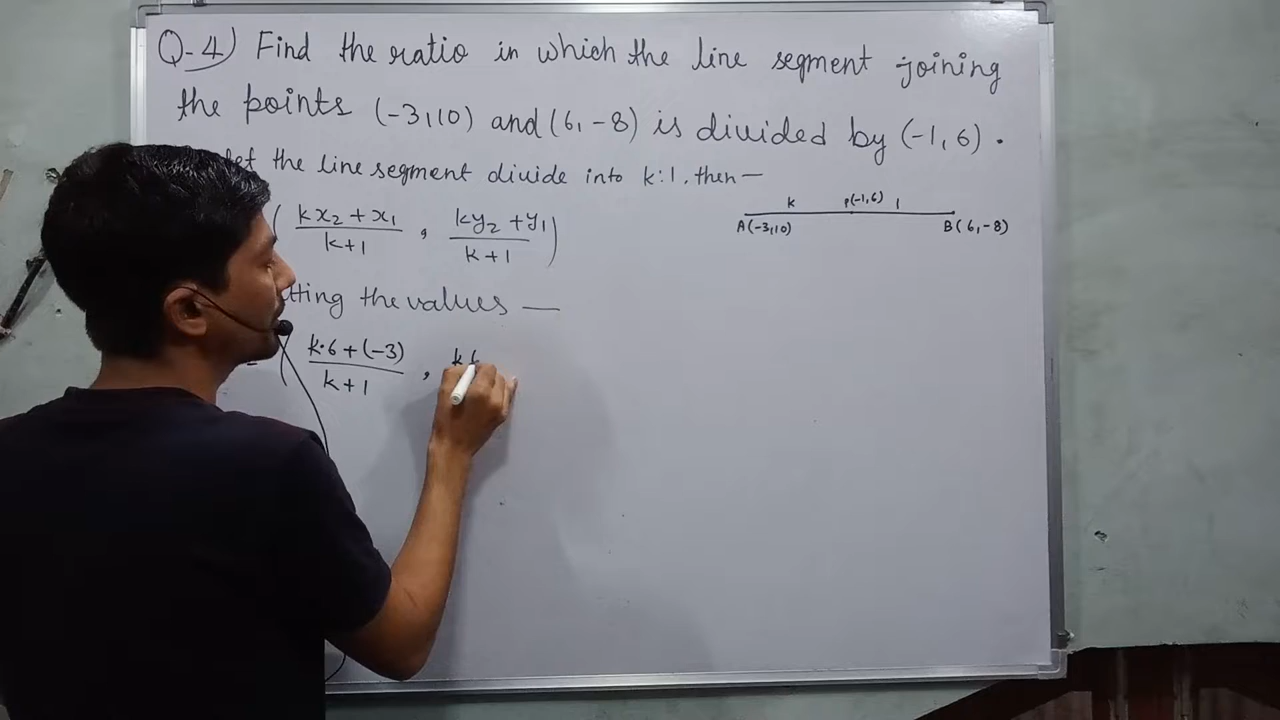 Q-4) Find the ratio in which the line segment joining
the points (-3,10) and (6,-8) is divided by (-1,6).
let the line segment divide into k:1, then—
k P(-1,6) 1
A(-3,10) B(6,-8)
( kx₂+x₁ / k+1 , ky₂+y₁ / k+1 )
the values —
= ( k·6+(-3) / k+1 , k